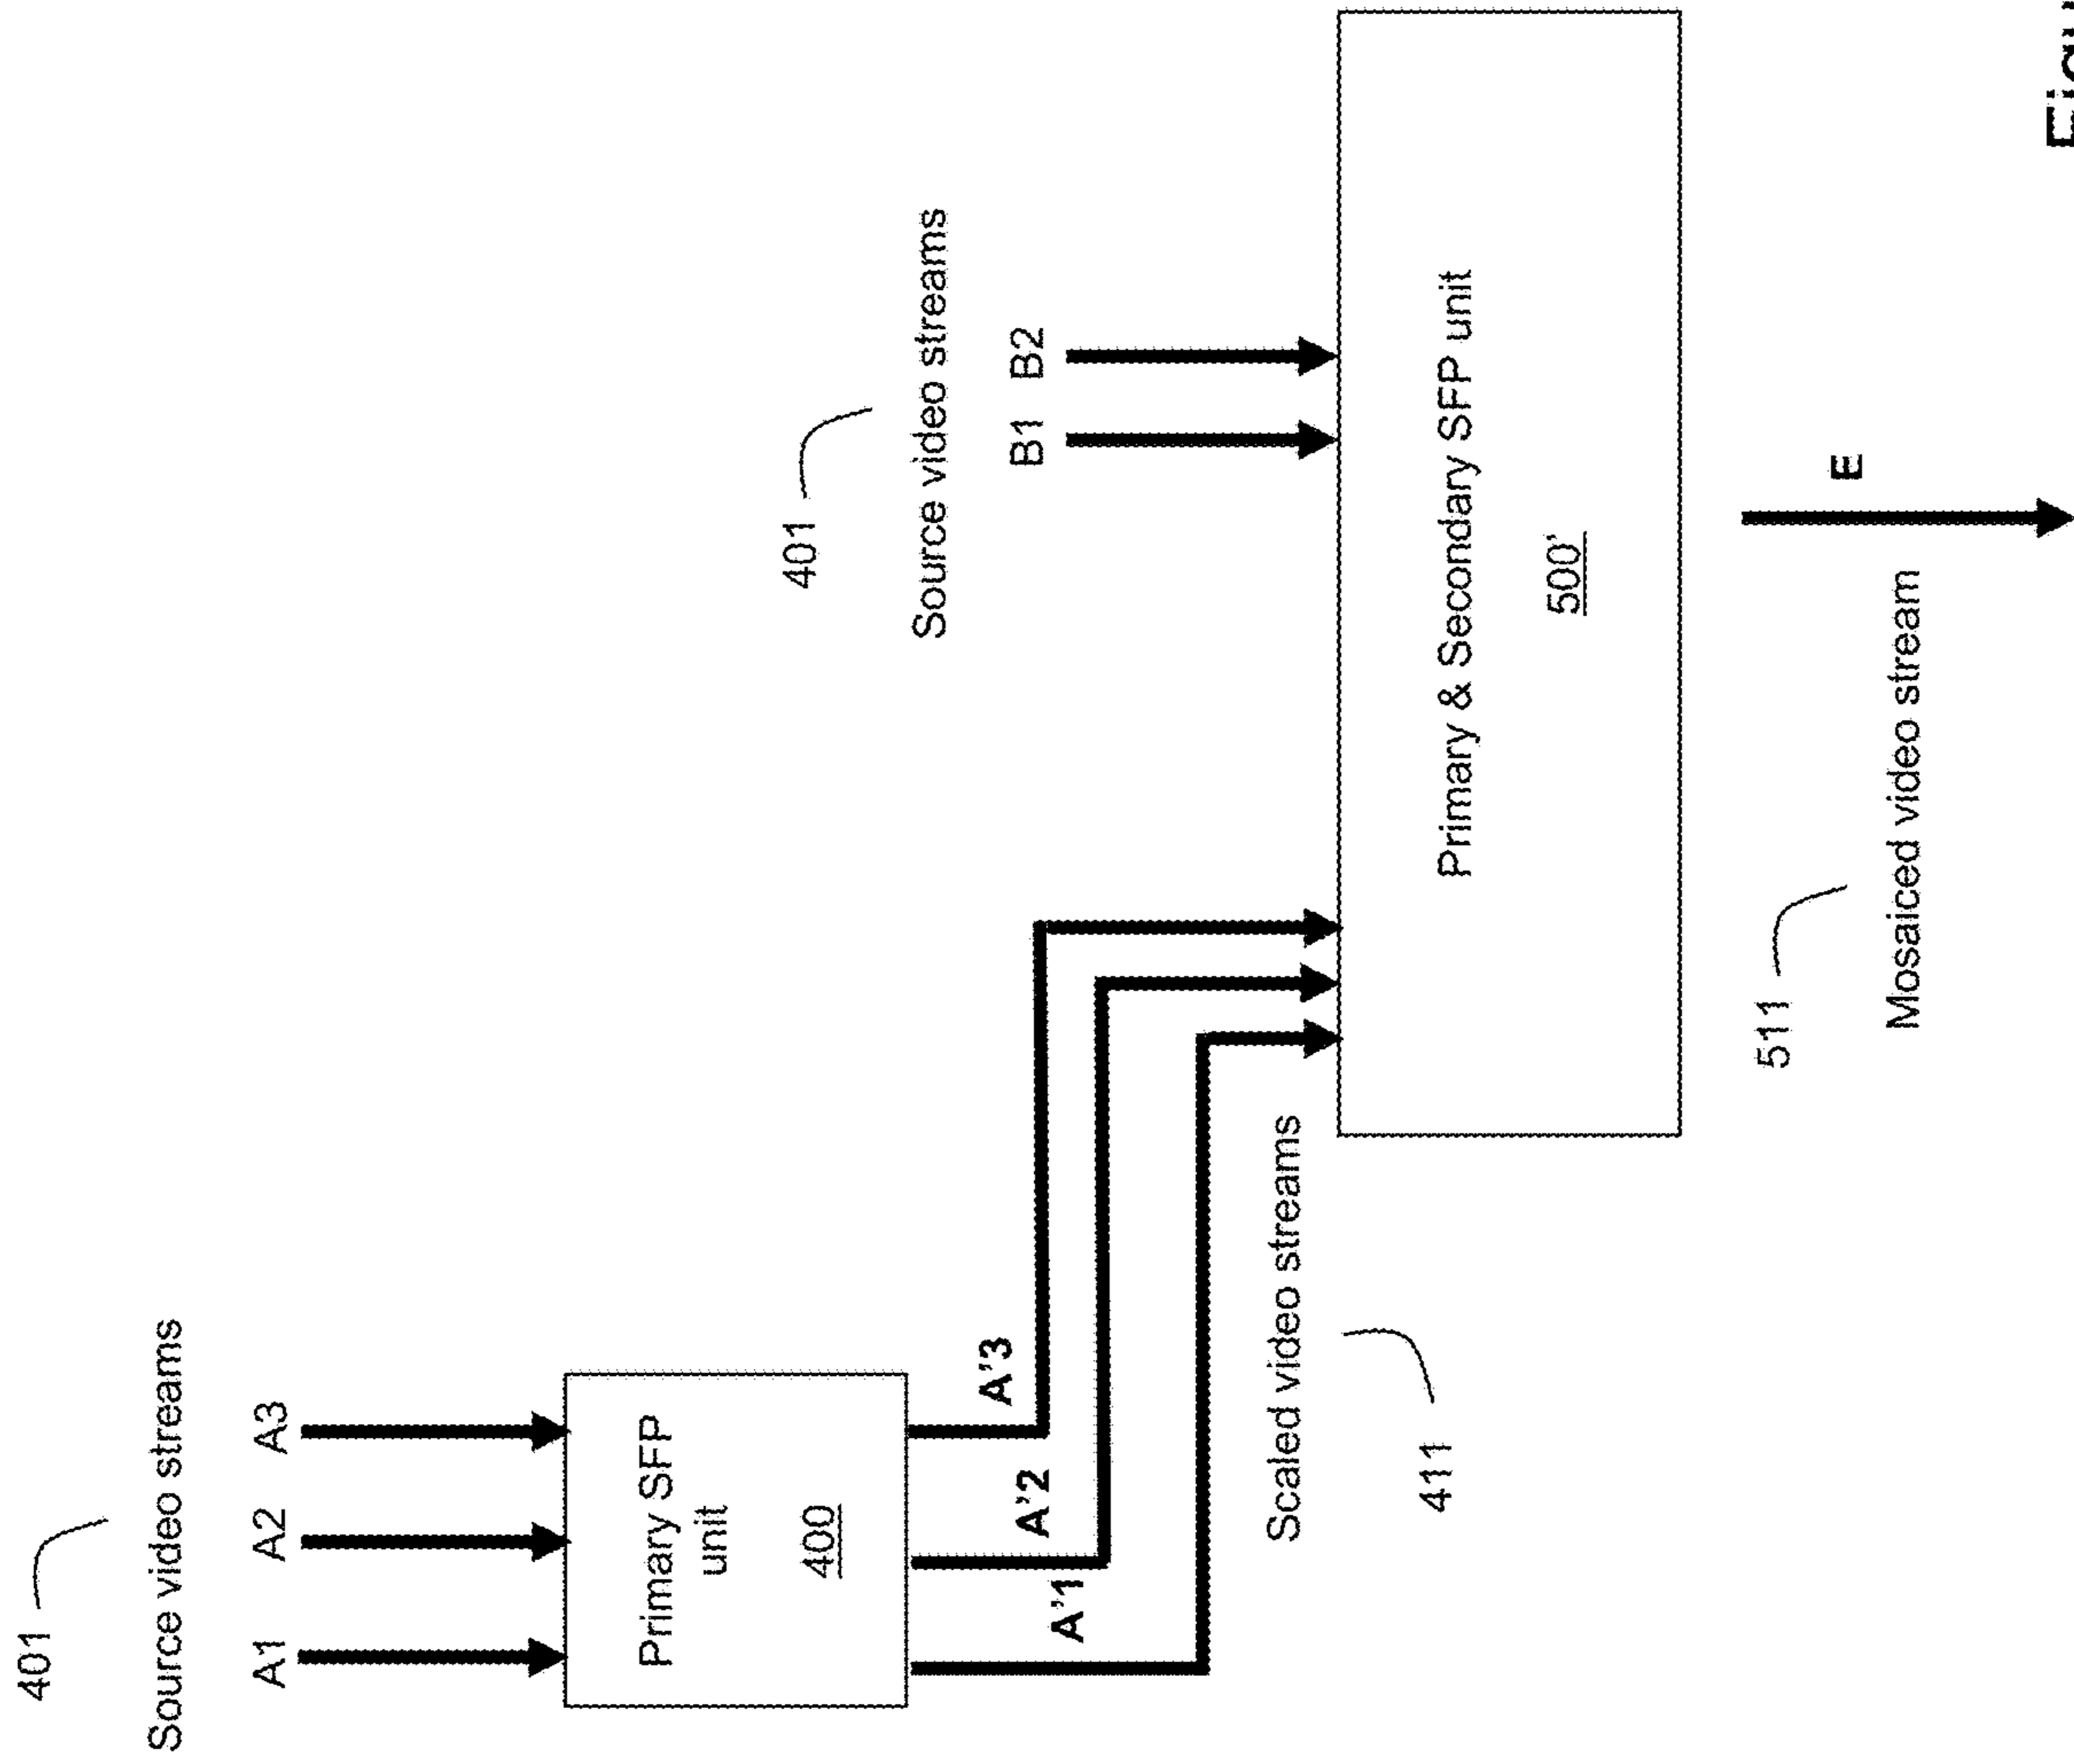 401
Source video streams
A1 A2 A3
Primary SFP
unit
400
401
Source video streams
B1 B2
A'3
A'2
A'1
Scaled video streams
411
Primary & Secondary SFP unit
500'
511
E
Mosaiced video stream